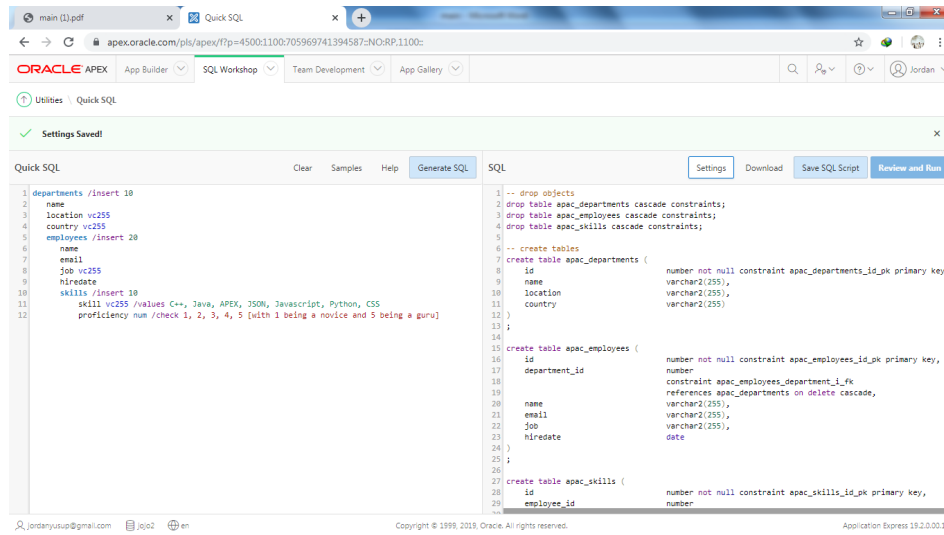 main (1).pdf
Quick SQL
apex.oracle.com/pls/apex/f?p=4500:1100:705969741394587::NO:RP,1100::
ORACLE APEX App Builder SQL Workshop Team Development App Gallery Jordan
Utilities \ Quick SQL
Settings Saved!
Quick SQL Clear Samples Help Generate SQL
1 departments /insert 10
2 name
3 location vc255
4 country vc255
5 employees /insert 20
6 name
7 email
8 job vc255
9 hiredate
10 skills /insert 10
11 skill vc255 /values C++, Java, APEX, JSON, Javascript, Python, CSS
12 proficiency num /check 1, 2, 3, 4, 5 [with 1 being a novice and 5 being a guru]
SQL Settings Download Save SQL Script Review and Run
1 -- drop objects
2 drop table apac_departments cascade constraints;
3 drop table apac_employees cascade constraints;
4 drop table apac_skills cascade constraints;
5
6 -- create tables
7 create table apac_departments (
8 id number not null constraint apac_departments_id_pk primary key
9 name varchar2(255),
10 location varchar2(255),
11 country varchar2(255)
12 )
13 ;
14
15 create table apac_employees (
16 id number not null constraint apac_employees_id_pk primary key,
17 department_id number
18 constraint apac_employees_department_i_fk
19 references apac_departments on delete cascade,
20 name varchar2(255),
21 email varchar2(255),
22 job varchar2(255),
23 hiredate date
24 )
25 ;
26
27 create table apac_skills (
28 id number not null constraint apac_skills_id_pk primary key,
29 employee_id number
jordanyusup@gmail.com jojo2 en Copyright © 1999, 2019, Oracle. All rights reserved. Application Express 19.2.0.00.1